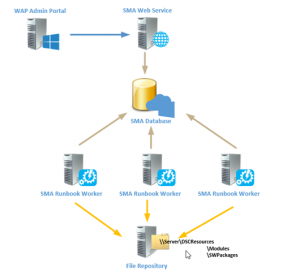 WAP Admin Portal
SMA Web Service
SMA Database
SMA Runbook Worker
SMA Runbook Worker
SMA Runbook Worker
\\Server\DSCResources
\Modules
\SWPackages
File Repository